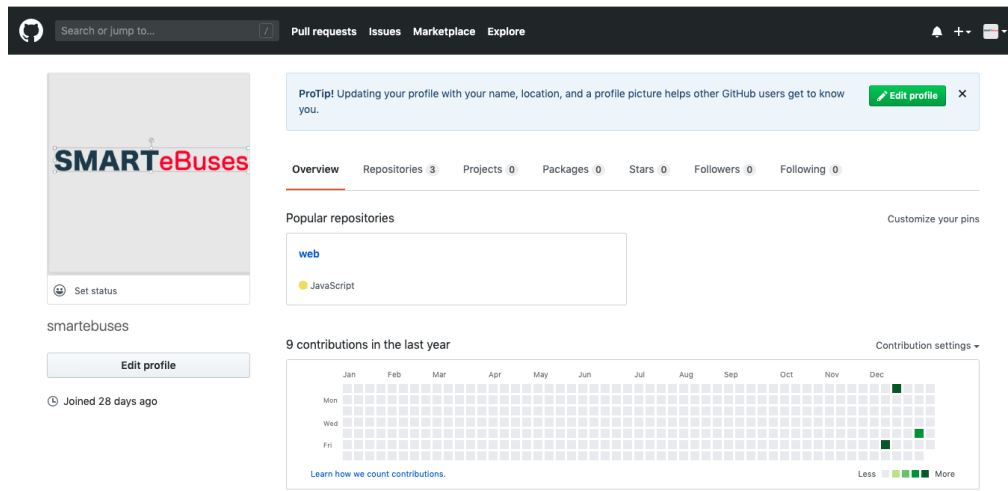 Search or jump to... / Pull requests Issues Marketplace Explore
SMARTeBuses
Set status
smartebuses
Edit profile
Joined 28 days ago
ProTip! Updating your profile with your name, location, and a profile picture helps other GitHub users get to know
you.
Edit profile
Overview Repositories 3 Projects 0 Packages 0 Stars 0 Followers 0 Following 0
Popular repositories Customize your pins
web
JavaScript
9 contributions in the last year Contribution settings
Jan Feb Mar Apr May Jun Jul Aug Sep Oct Nov Dec
Mon
Wed
Fri
Learn how we count contributions. Less More